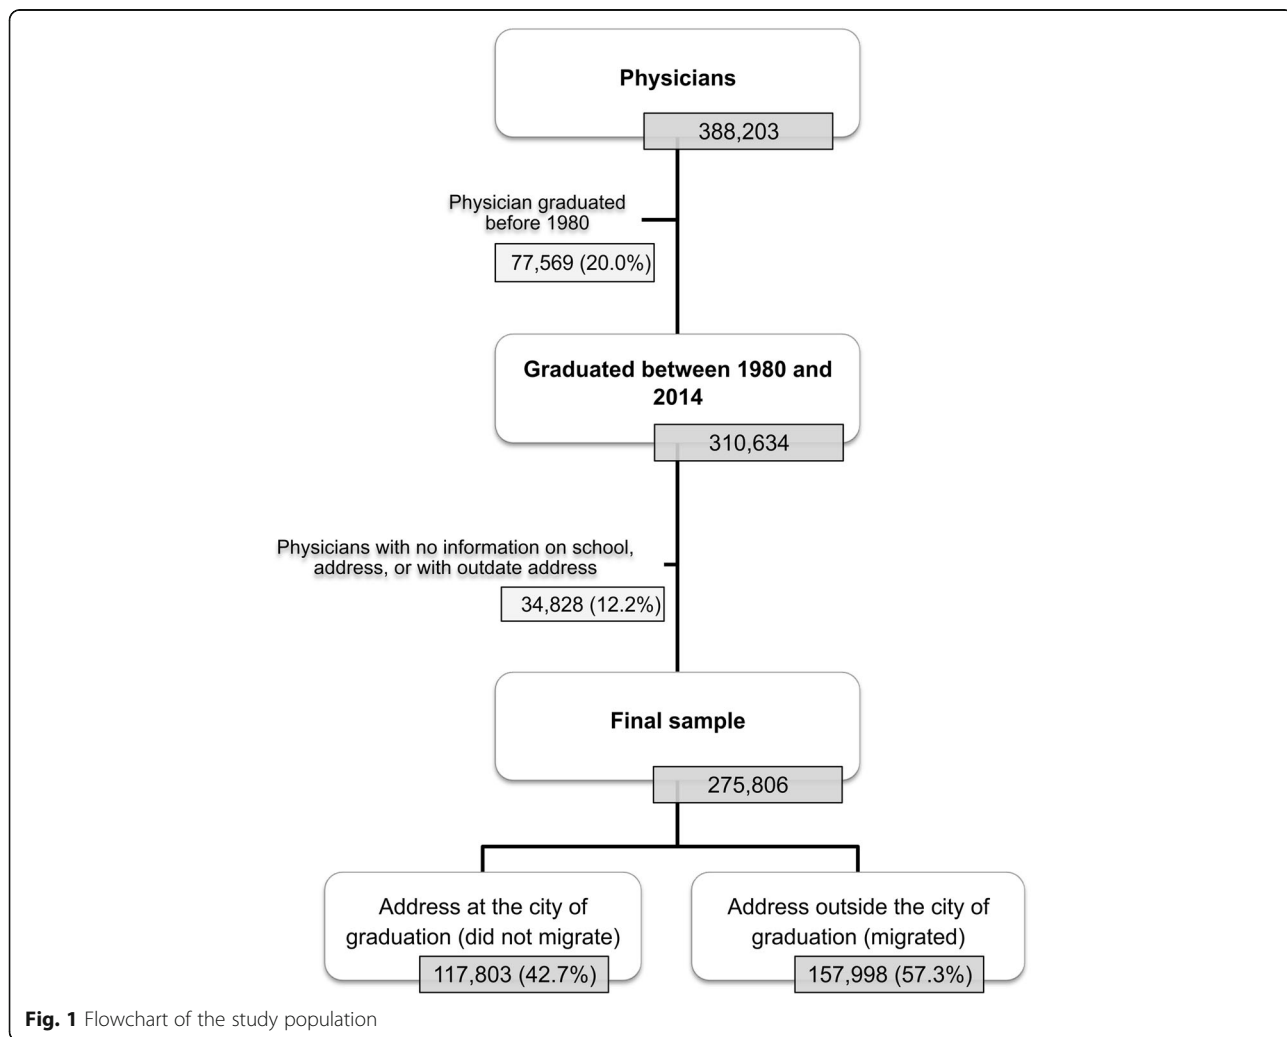 Physicians
388,203
Physician graduated
before 1980
77,569 (20.0%)
Graduated between 1980 and
2014
310,634
Physicians with no information on school,
address, or with outdate address
34,828 (12.2%)
Final sample
275,806
Address at the city of
graduation (did not migrate)
117,803 (42.7%)
Address outside the city of
graduation (migrated)
157,998 (57.3%)
Fig. 1 Flowchart of the study population